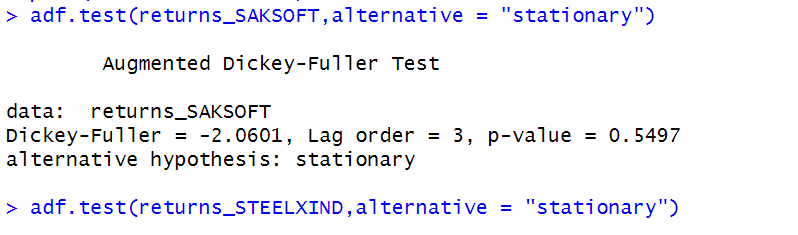 > adf.test(returns_SAKSOFT,alternative = "stationary")
Augmented Dickey-Fuller Test
data:  returns_SAKSOFT
Dickey-Fuller = -2.0601, Lag order = 3, p-value = 0.5497
alternative hypothesis: stationary
> adf.test(returns_STEELXIND,alternative = "stationary")